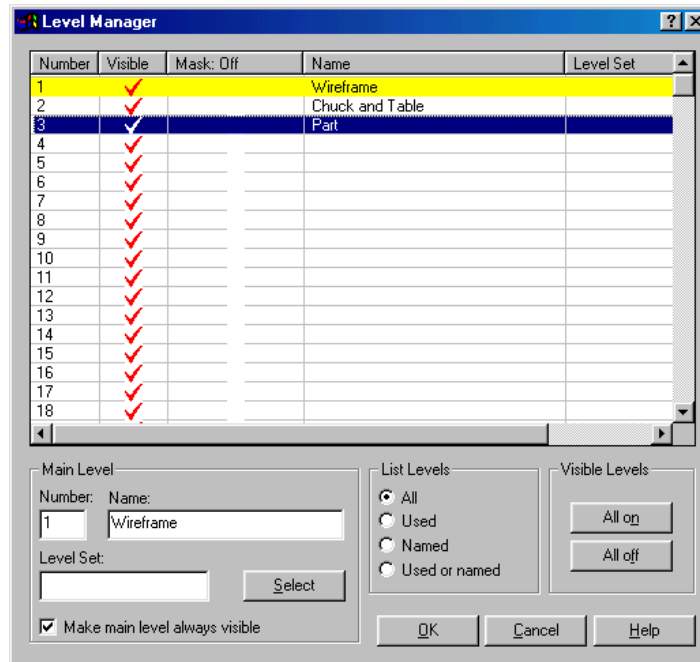 Level Manager
Number Visible Mask: Off Name Level Set
1 Wireframe
2 Chuck and Table
3 Part
4
5
6
7
8
9
10
11
12
13
14
15
16
17
18
Main Level
Number: Name:
1 Wireframe
Level Set:
Select
Make main level always visible
List Levels
All
Used
Named
Used or named
Visible Levels
All on
All off
OK Cancel Help